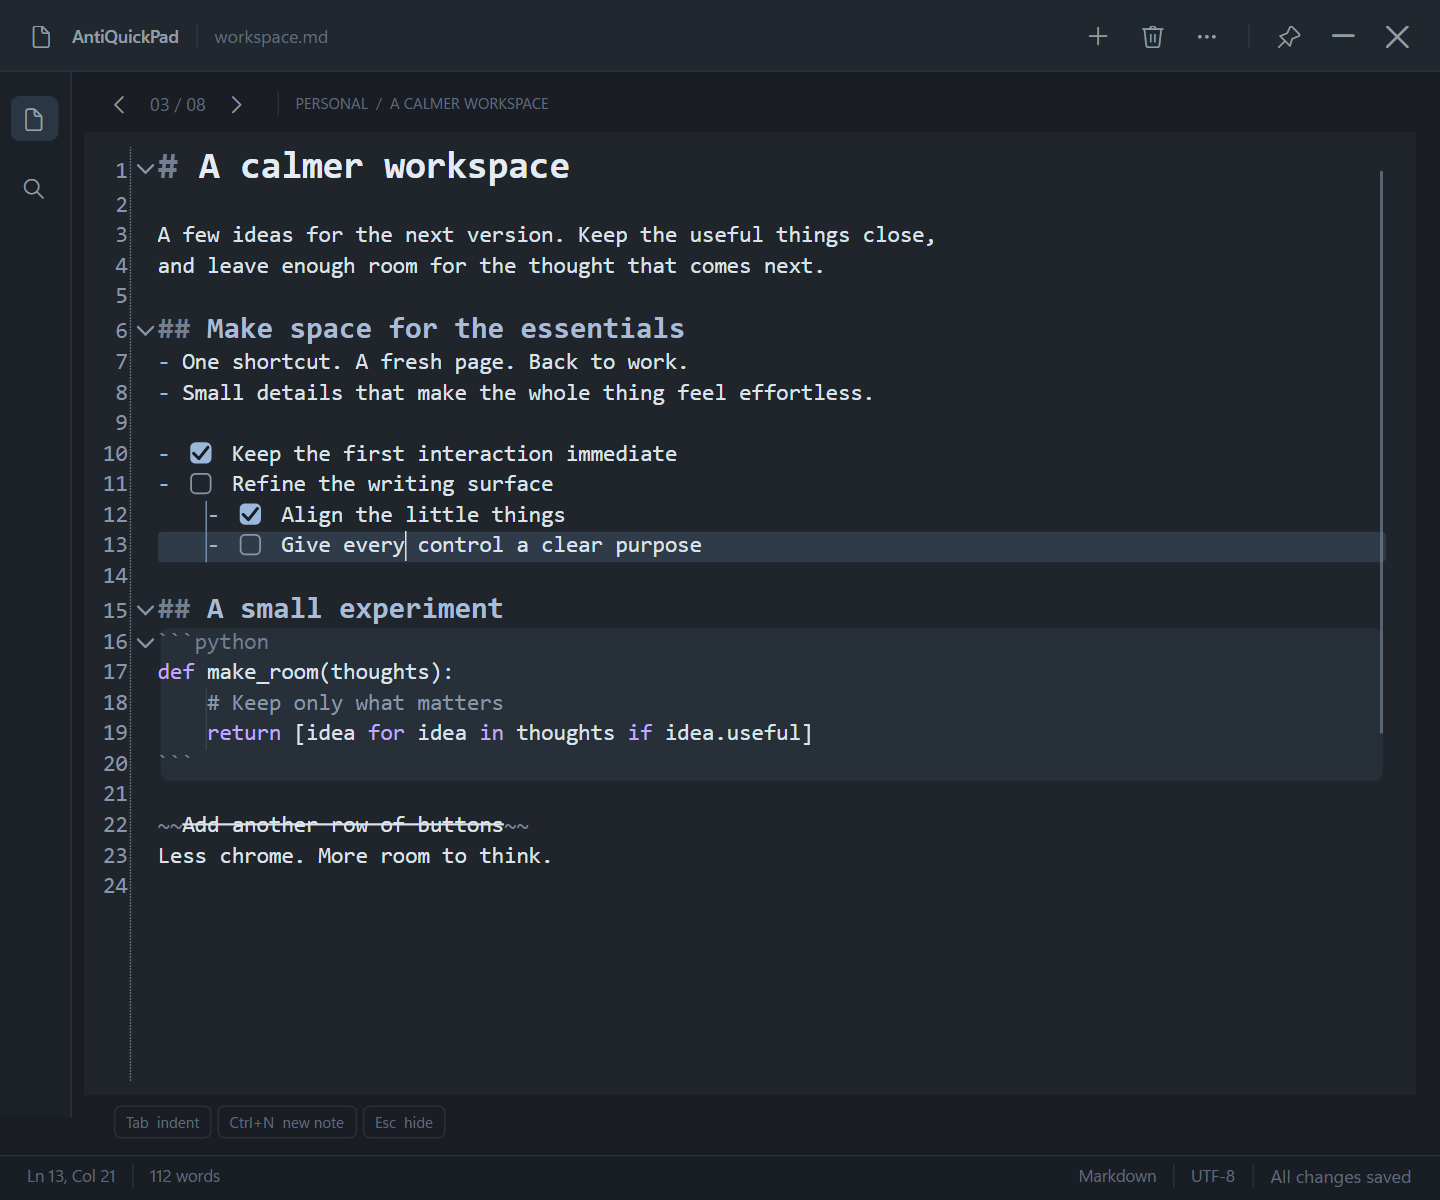 AntiQuickPad workspace.md
03 / 08 PERSONAL / A CALMER WORKSPACE
1 # A calmer workspace
2
3 A few ideas for the next version. Keep the useful things close,
4 and leave enough room for the thought that comes next.
5
6 ## Make space for the essentials
7 - One shortcut. A fresh page. Back to work.
8 - Small details that make the whole thing feel effortless.
9
10 - Keep the first interaction immediate
11 - Refine the writing surface
12 - Align the little things
13 - Give every control a clear purpose
14
15 ## A small experiment
16 ```python
17 def make_room(thoughts):
18 # Keep only what matters
19 return [idea for idea in thoughts if idea.useful]
20 ```
21
22 ~~Add another row of buttons~~
23 Less chrome. More room to think.
24
Tab indent Ctrl+N new note Esc hide
Ln 13, Col 21 112 words Markdown UTF-8 All changes saved